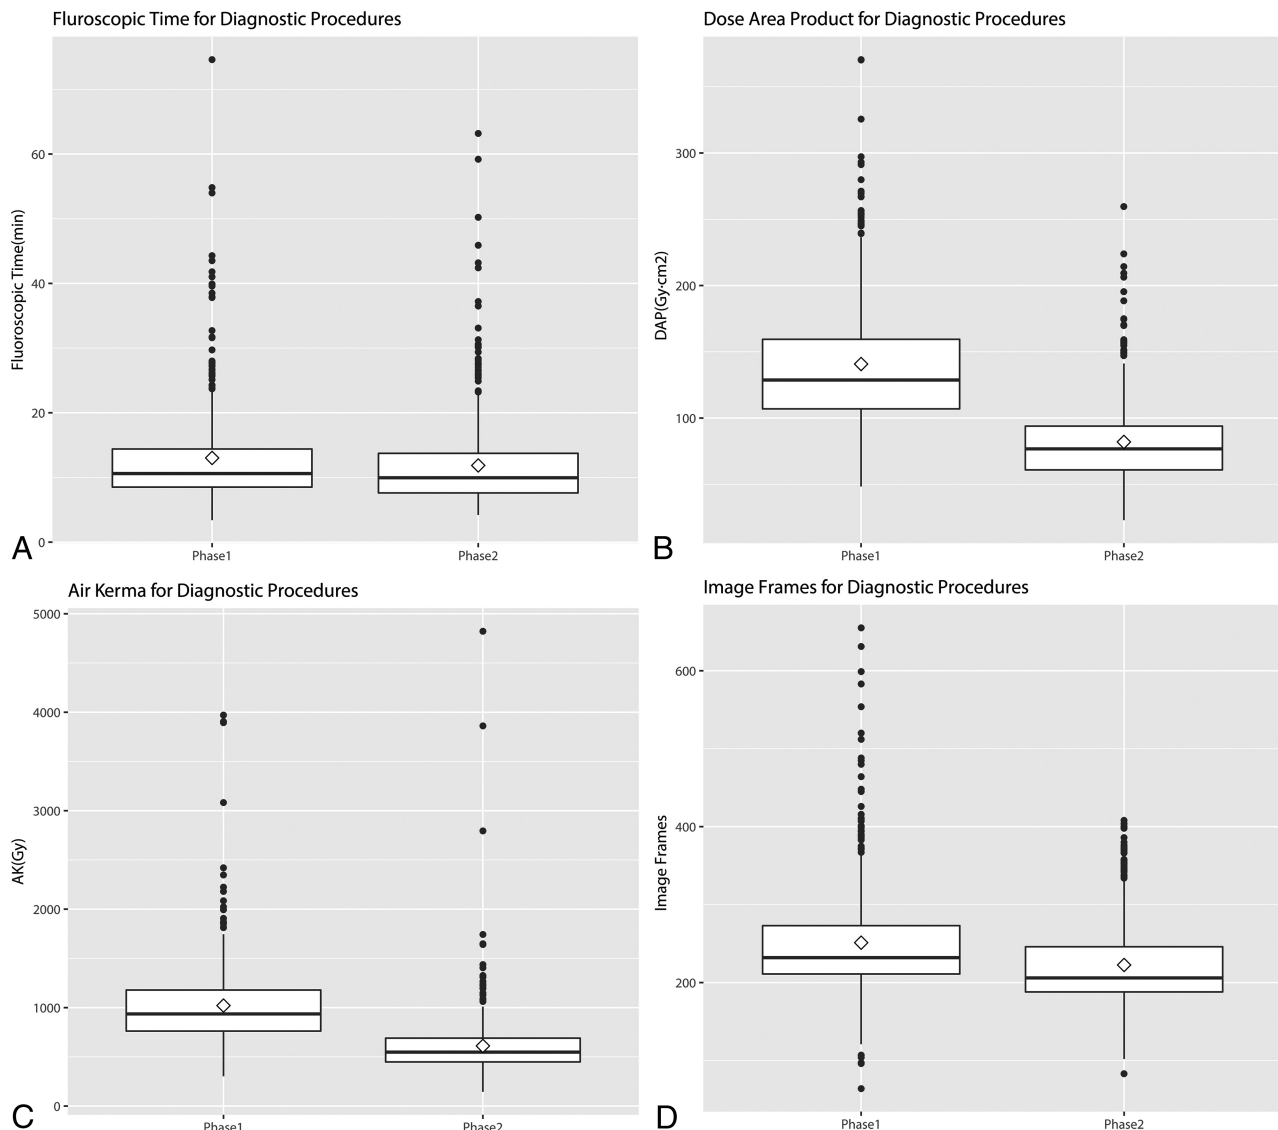 Fluroscopic Time for Diagnostic Procedures
Fluoroscopic Time(min)
60
40
20
0
Phase1
Phase2
A
Dose Area Product for Diagnostic Procedures
DAP(Gy·cm2)
300
200
100
Phase1
Phase2
B
Air Kerma for Diagnostic Procedures
AK(Gy)
5000
4000
3000
2000
1000
0
Phase1
Phase2
C
Image Frames for Diagnostic Procedures
Image Frames
600
400
200
Phase1
Phase2
D